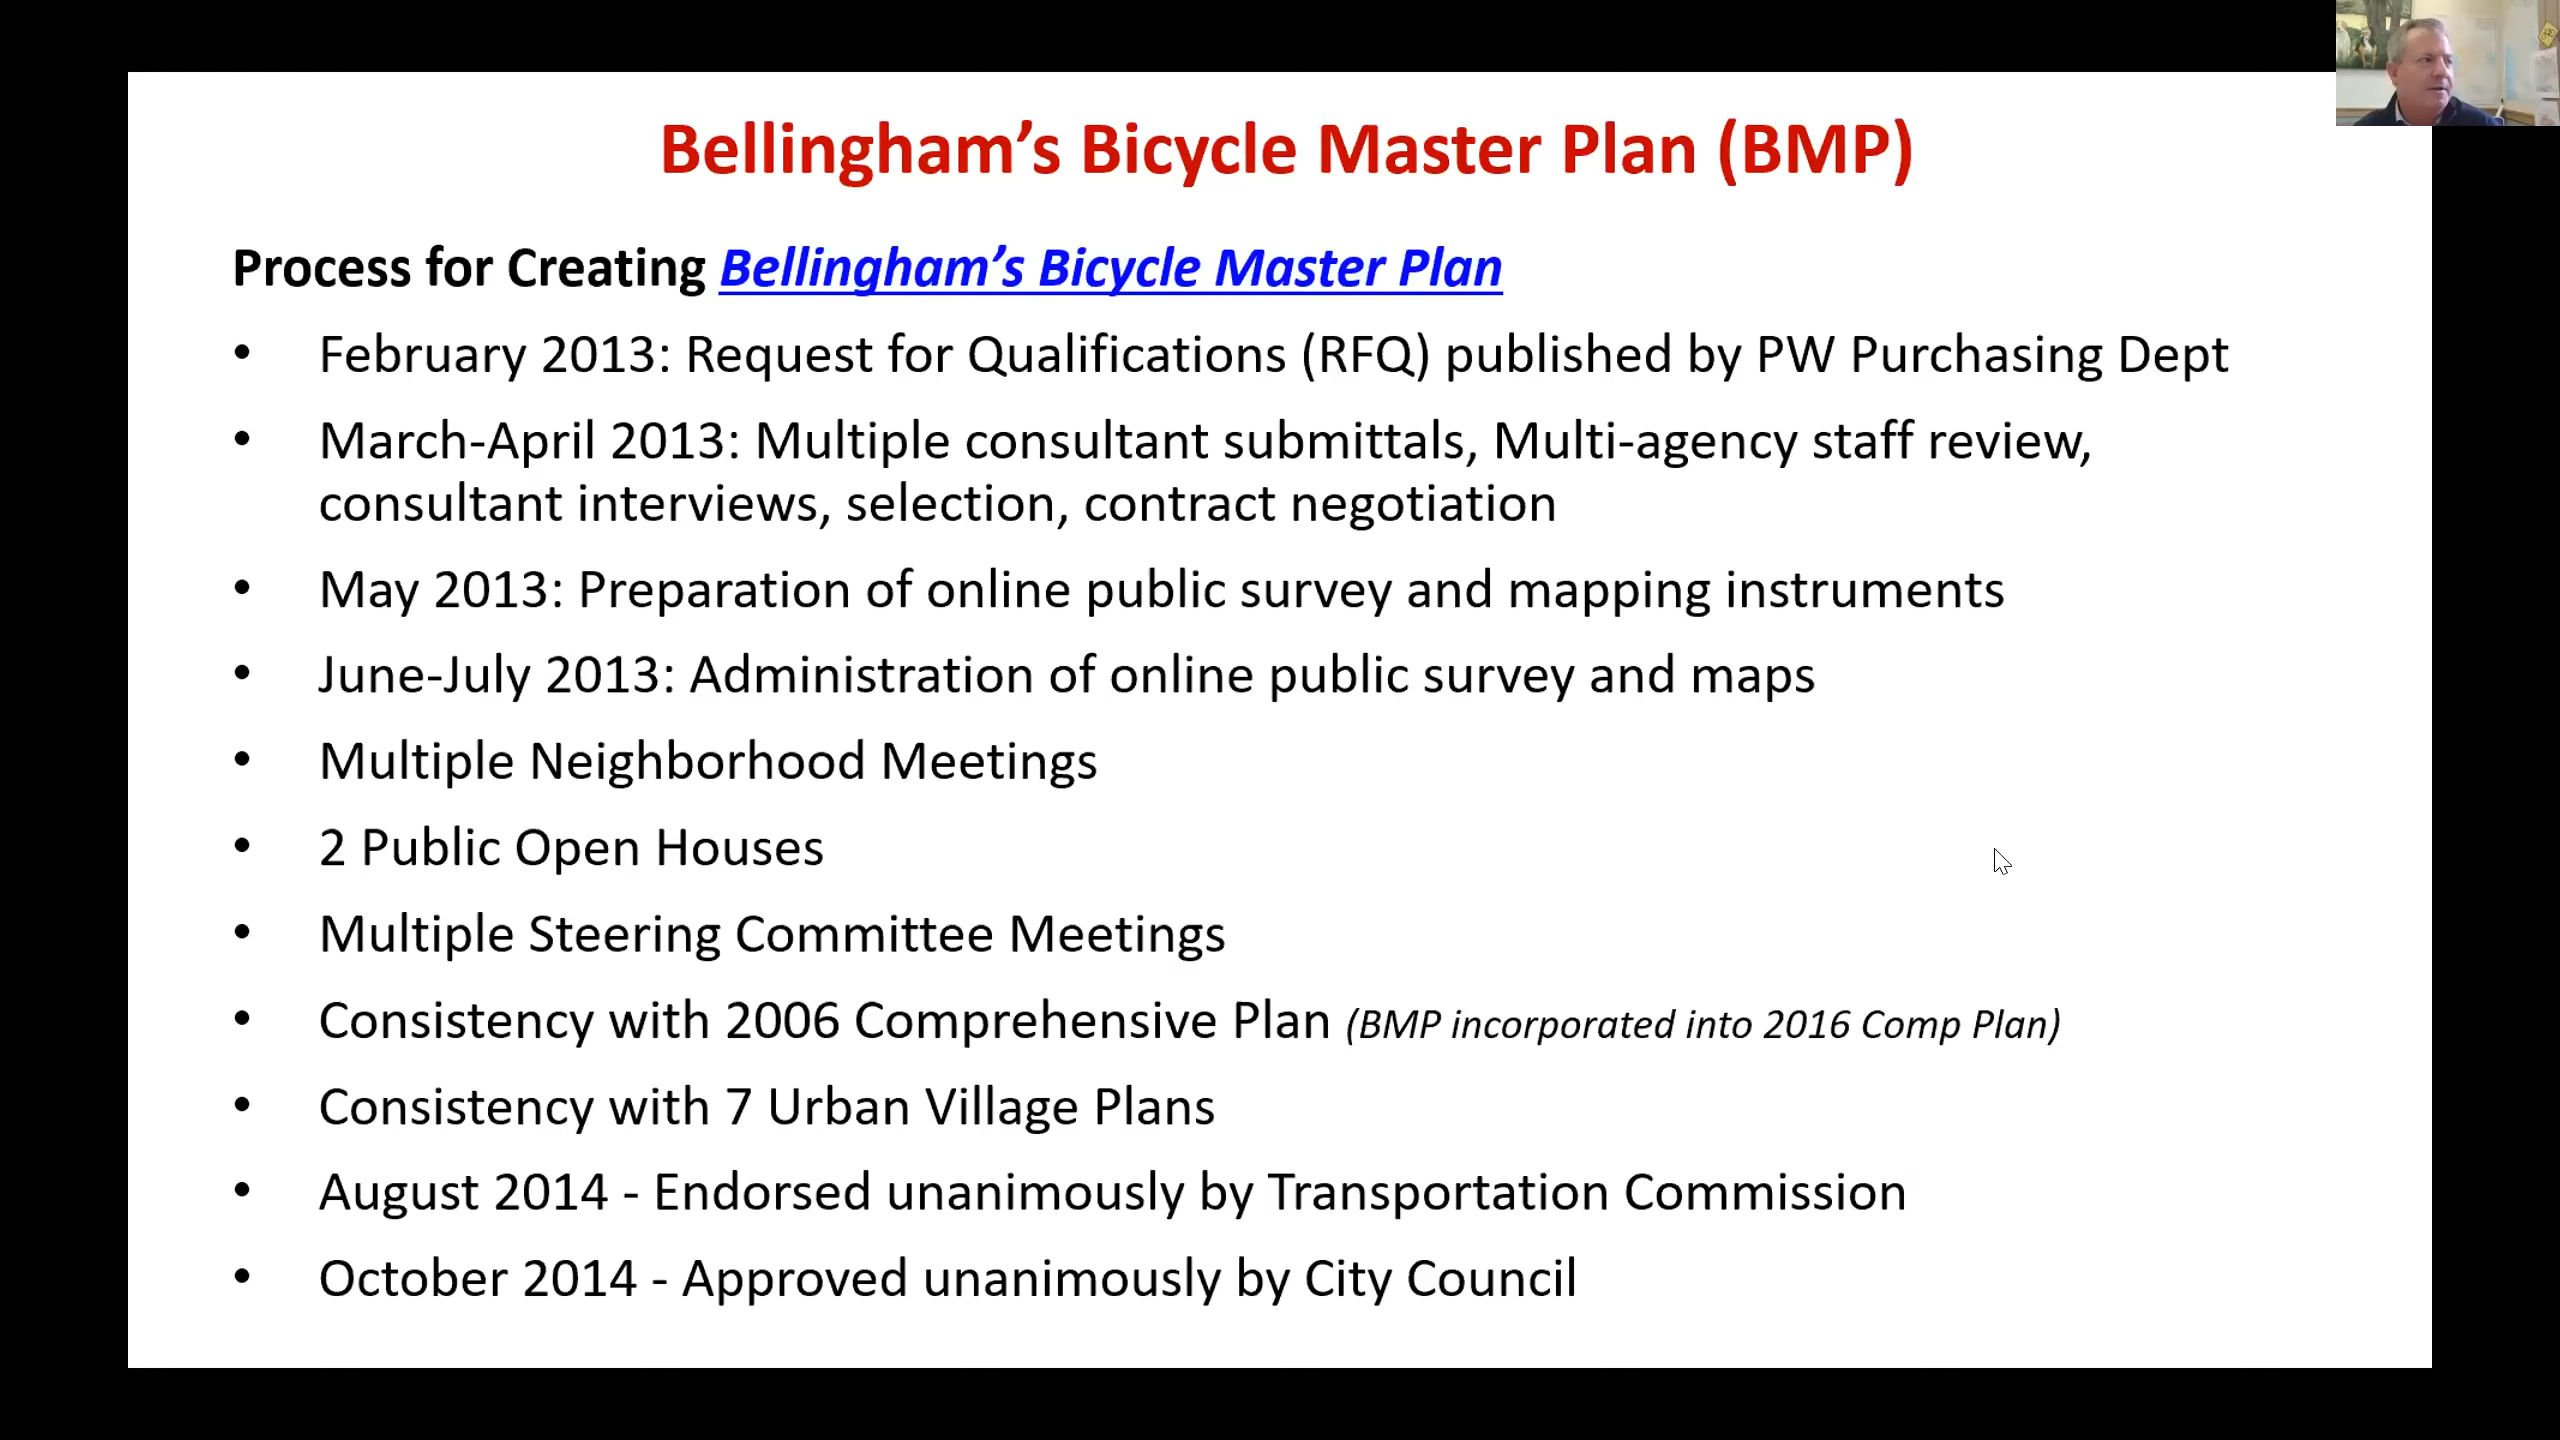 Bellingham’s Bicycle Master Plan (BMP)
Process for Creating Bellingham’s Bicycle Master Plan
• February 2013: Request for Qualifications (RFQ) published by PW Purchasing Dept
• March-April 2013: Multiple consultant submittals, Multi-agency staff review,
consultant interviews, selection, contract negotiation
• May 2013: Preparation of online public survey and mapping instruments
• June-July 2013: Administration of online public survey and maps
• Multiple Neighborhood Meetings
• 2 Public Open Houses
• Multiple Steering Committee Meetings
• Consistency with 2006 Comprehensive Plan (BMP incorporated into 2016 Comp Plan)
• Consistency with 7 Urban Village Plans
• August 2014 - Endorsed unanimously by Transportation Commission
• October 2014 - Approved unanimously by City Council